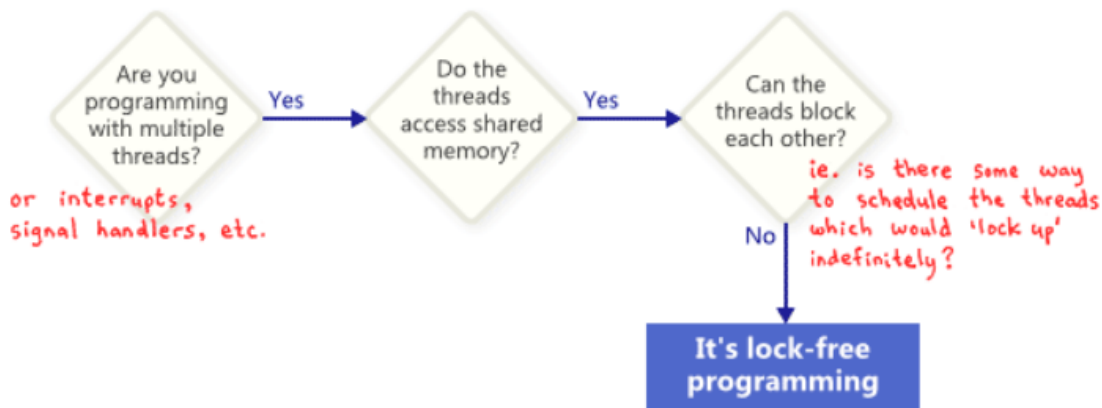 Are you
programming
with multiple
threads?
or interrupts,
signal handlers, etc.
Yes
Do the
threads
access shared
memory?
Yes
Can the
threads block
each other?
ie. is there some way
to schedule the threads
which would 'lock up'
indefinitely?
No
It's lock-free
programming